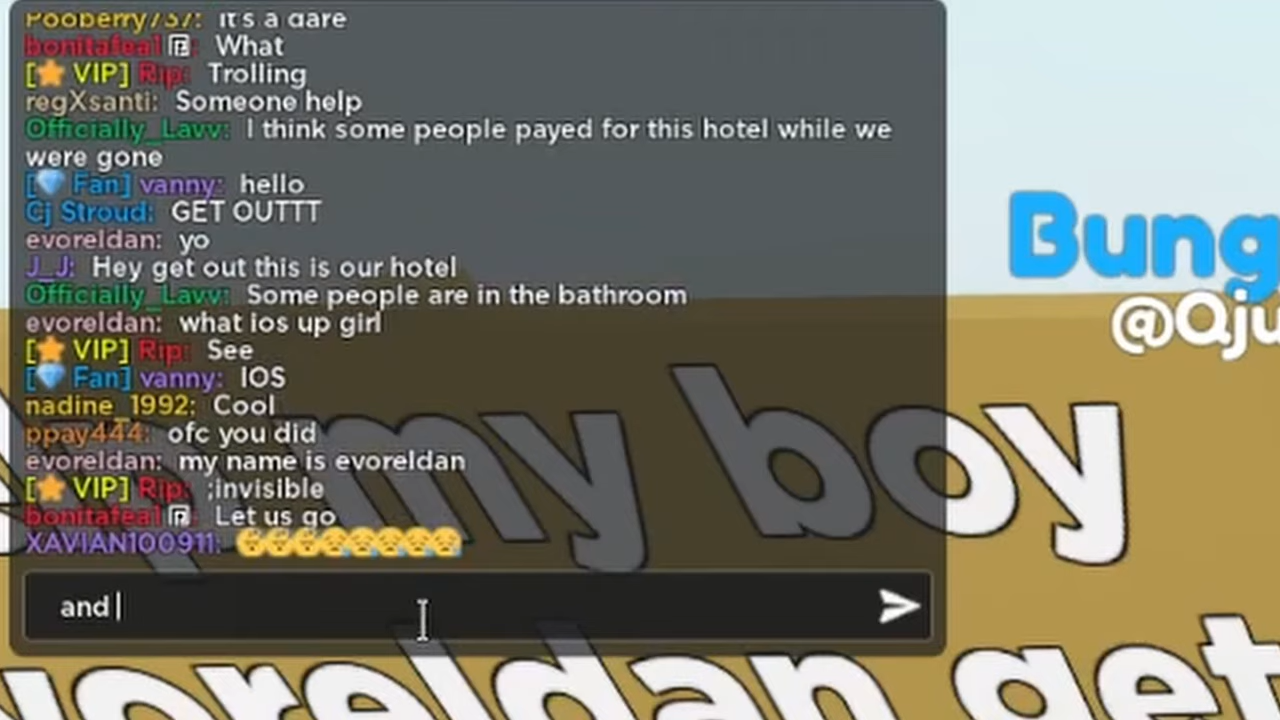 Pooberry737: it's a dare
bonitafeal: What
[⭐ VIP] Rip: Trolling
regXsanti: Someone help
Officially_Lavv: I think some people payed for this hotel while we
were gone
[💎 Fan] vanny: hello
Cj Stroud: GET OUTTT
evoreldan: yo
J_J: Hey get out this is our hotel
Officially_Lavv: Some people are in the bathroom
evoreldan: what ios up girl
[⭐ VIP] Rip: See
[💎 Fan] vanny: IOS
nadine_1992: Cool
ppay444: ofc you did
evoreldan: my name is evoreldan
[⭐ VIP] Rip: ;invisible
bonitafeal: Let us go
XAVIAN100911:
and
Bung
@Qju
my boy
voreldan get